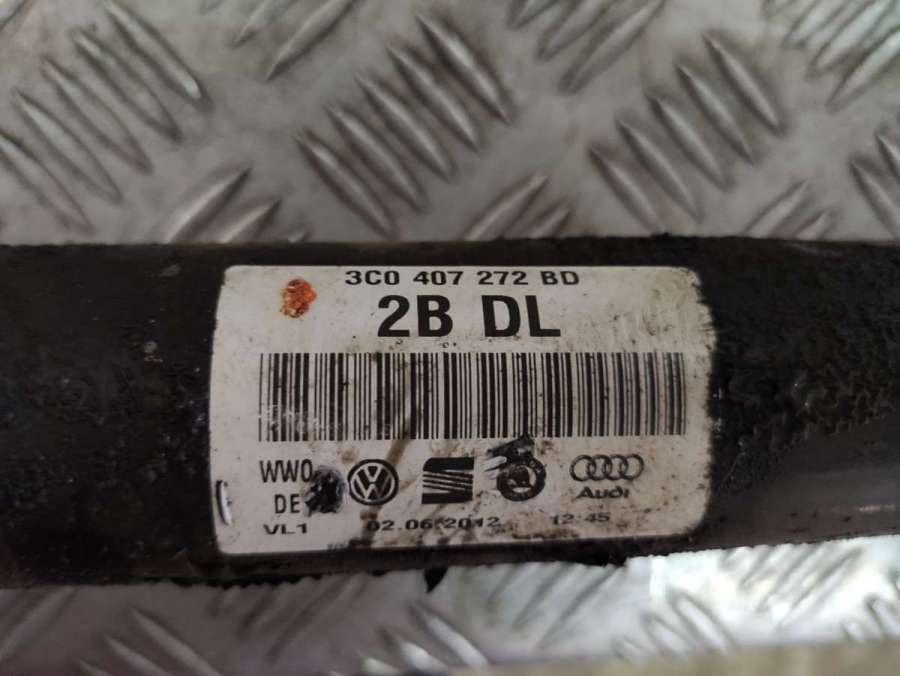 3C0 407 272 BD
2B DL
WWO
DE
Audi
VL1 02.06.2012 12:45